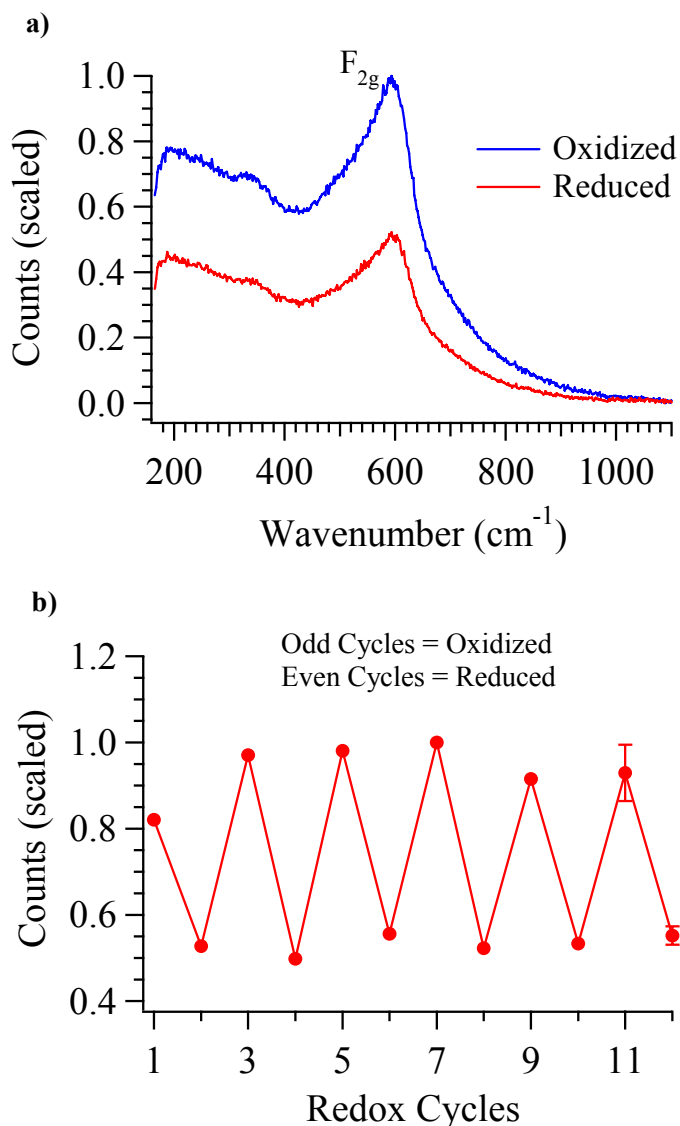 a)
F2g
1.0
0.8
0.6
0.4
0.2
0.0
Counts (scaled)
Oxidized
Reduced
200 400 600 800 1000
Wavenumber (cm-1)
b)
Odd Cycles = Oxidized
Even Cycles = Reduced
1.2
1.0
0.8
0.6
0.4
Counts (scaled)
1 3 5 7 9 11
Redox Cycles